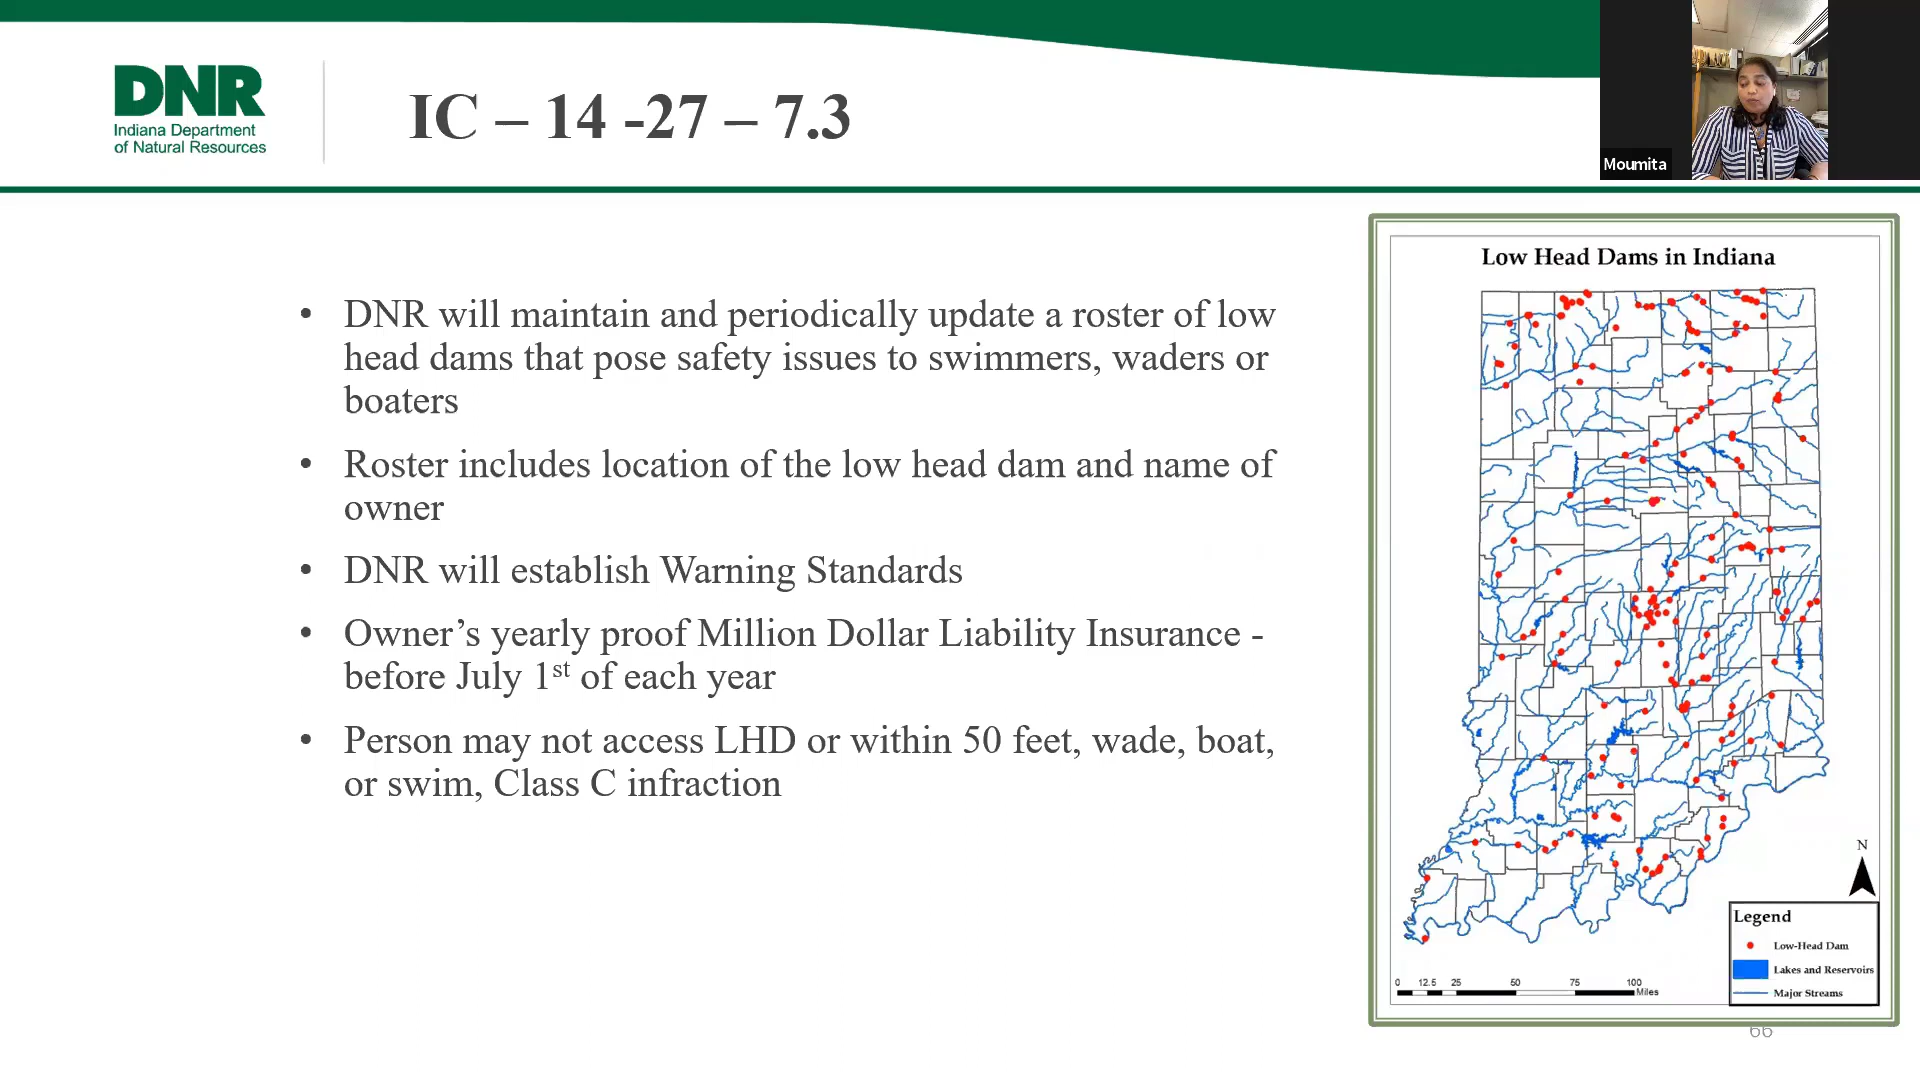 DNR
Indiana Department
of Natural Resources
IC – 14 -27 – 7.3
Moumita
• DNR will maintain and periodically update a roster of low
head dams that pose safety issues to swimmers, waders or
boaters
• Roster includes location of the low head dam and name of
owner
• DNR will establish Warning Standards
• Owner’s yearly proof Million Dollar Liability Insurance -
before July 1st of each year
• Person may not access LHD or within 50 feet, wade, boat,
or swim, Class C infraction
Low Head Dams in Indiana
N
Legend
Low-Head Dam
Lakes and Reservoirs
Major Streams
0 12.5 25 50 75 100
Miles
66